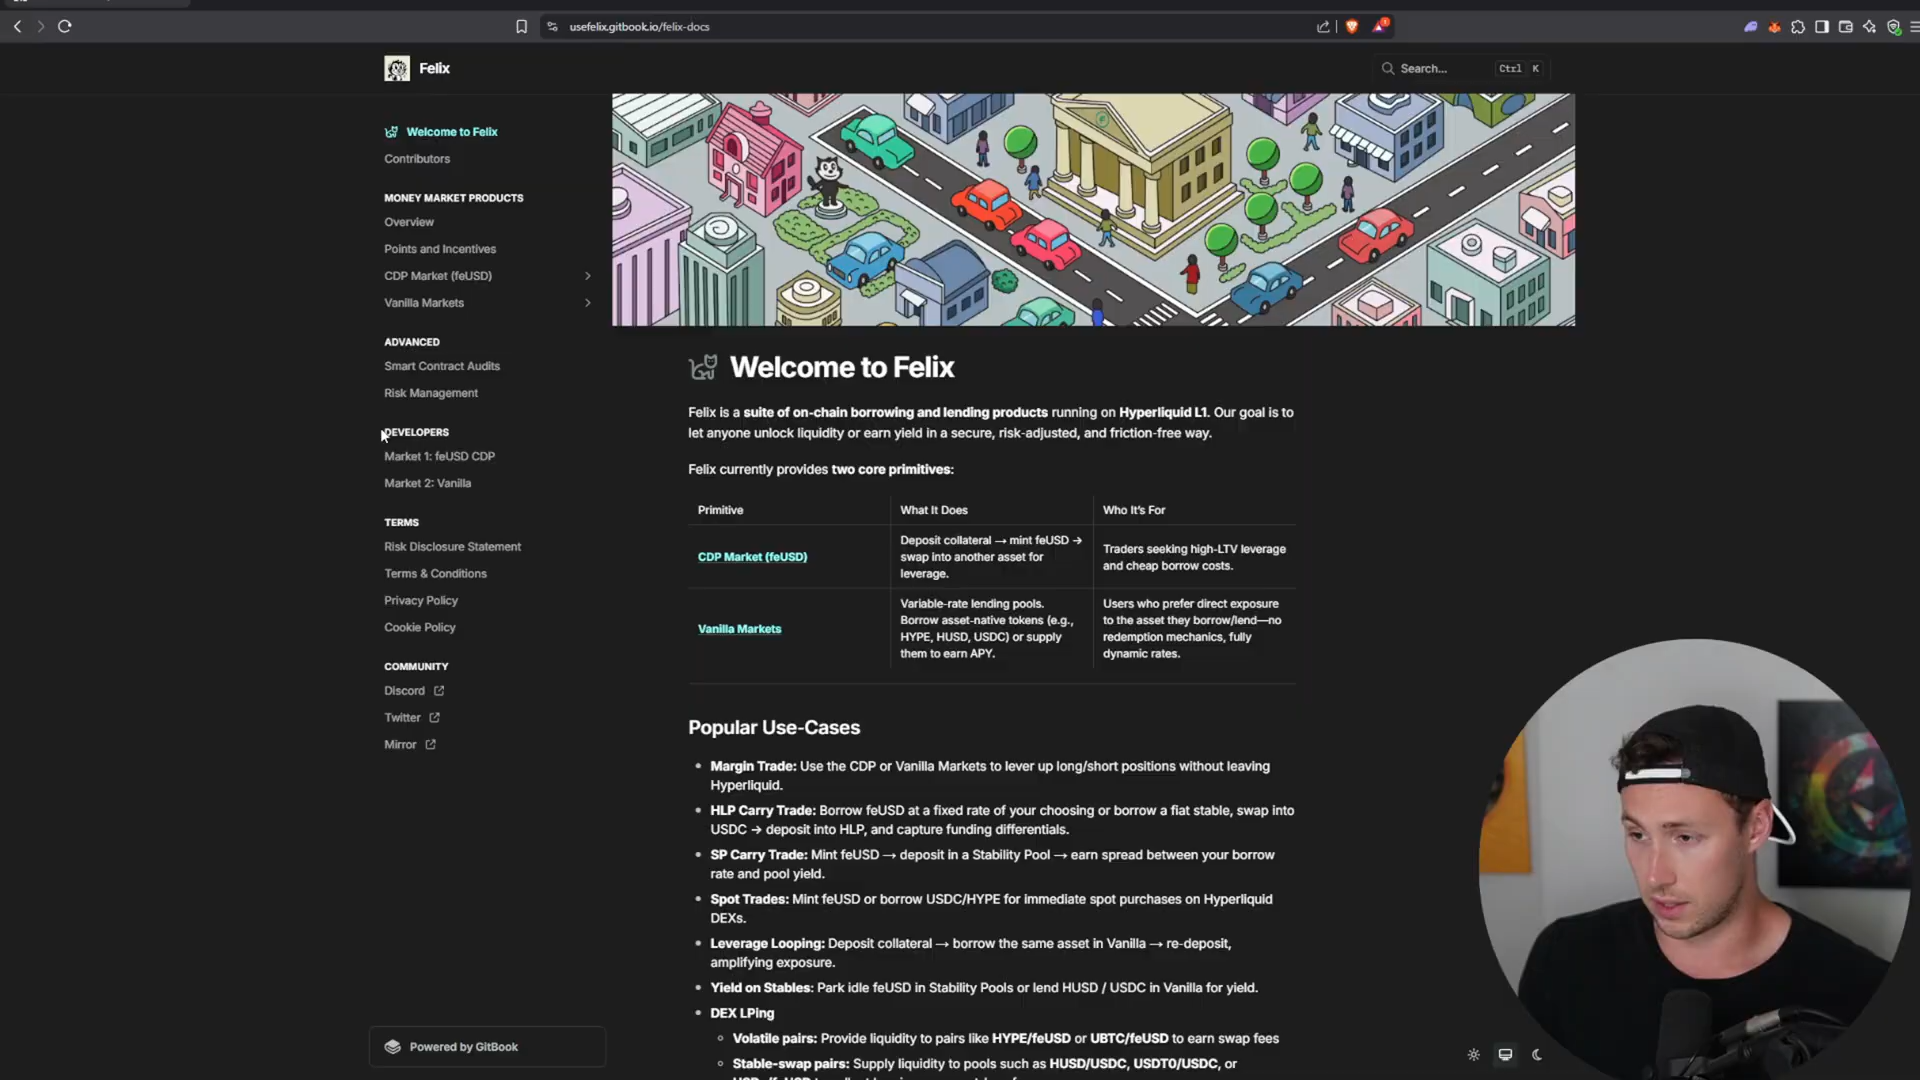 usefelix.gitbook.io/felix-docs
Felix
Search...
Ctrl K
Welcome to Felix
Contributors
MONEY MARKET PRODUCTS
Overview
Points and Incentives
CDP Market (feUSD)
Vanilla Markets
ADVANCED
Smart Contract Audits
Risk Management
DEVELOPERS
Market 1: feUSD CDP
Market 2: Vanilla
TERMS
Risk Disclosure Statement
Terms & Conditions
Privacy Policy
Cookie Policy
COMMUNITY
Discord
Twitter
Mirror
Powered by GitBook
Welcome to Felix
Felix is a suite of on-chain borrowing and lending products running on Hyperliquid L1. Our goal is to
let anyone unlock liquidity or earn yield in a secure, risk-adjusted, and friction-free way.
Felix currently provides two core primitives:
Primitive
What It Does
Who It's For
CDP Market (feUSD)
Deposit collateral → mint feUSD →
swap into another asset for
leverage.
Traders seeking high-LTV leverage
and cheap borrow costs.
Vanilla Markets
Variable-rate lending pools.
Borrow asset-native tokens (e.g.,
HYPE, HUSD, USDC) or supply
them to earn APY.
Users who prefer direct exposure
to the asset they borrow/lend—no
redemption mechanics, fully
dynamic rates.
Popular Use-Cases
Margin Trade: Use the CDP or Vanilla Markets to lever up long/short positions without leaving
Hyperliquid.
HLP Carry Trade: Borrow feUSD at a fixed rate of your choosing or borrow a fiat stable, swap into
USDC → deposit into HLP, and capture funding differentials.
SP Carry Trade: Mint feUSD → deposit in a Stability Pool → earn spread between your borrow
rate and pool yield.
Spot Trades: Mint feUSD or borrow USDC/HYPE for immediate spot purchases on Hyperliquid
DEXs.
Leverage Looping: Deposit collateral → borrow the same asset in Vanilla → re-deposit,
amplifying exposure.
Yield on Stables: Park idle feUSD in Stability Pools or lend HUSD / USDC in Vanilla for yield.
DEX LPing
Volatile pairs: Provide liquidity to pairs like HYPE/feUSD or UBTC/feUSD to earn swap fees
Stable-swap pairs: Supply liquidity to pools such as HUSD/USDC, USDT0/USDC, or